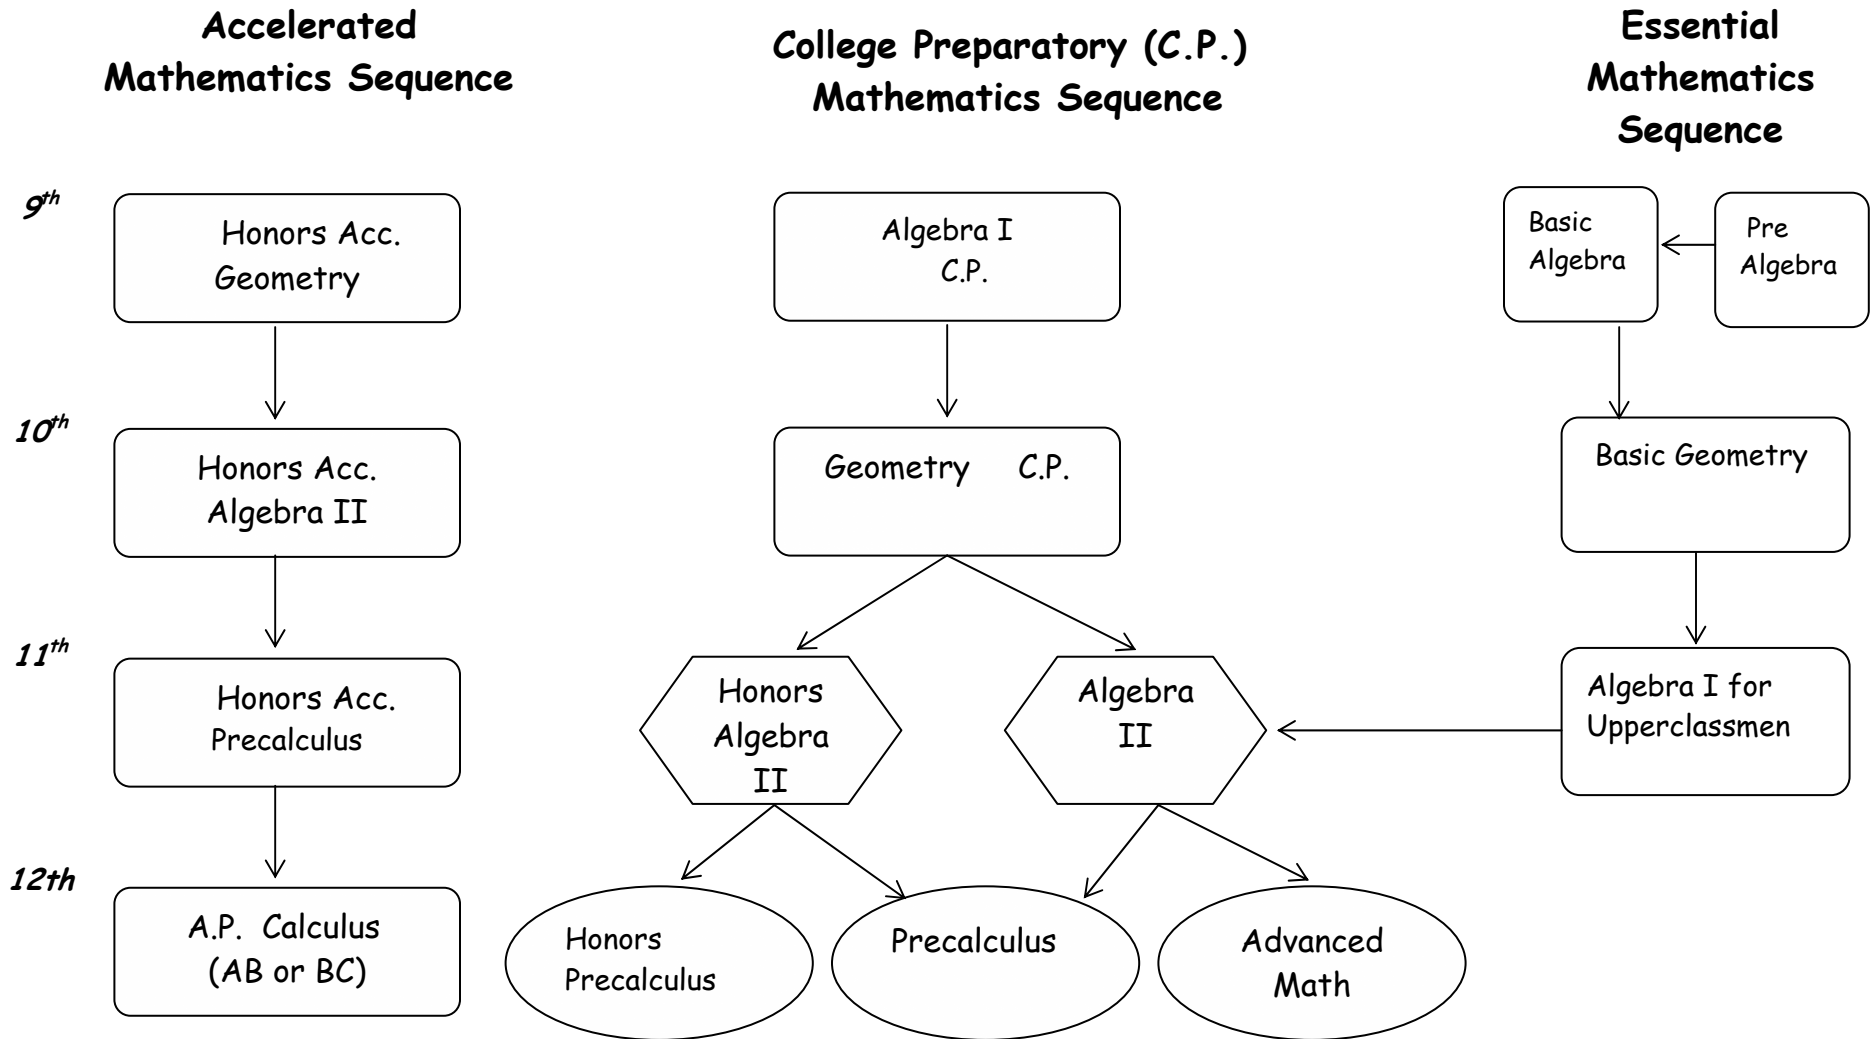 Accelerated
Mathematics Sequence
College Preparatory (C.P.)
Mathematics Sequence
Essential
Mathematics
Sequence
9th
Honors Acc.
Geometry
Algebra I
C.P.
Basic
Algebra
Pre
Algebra
10th
Honors Acc.
Algebra II
Geometry C.P.
Basic Geometry
11th
Honors Acc.
Precalculus
Honors
Algebra
II
Algebra
II
Algebra I for
Upperclassmen
12th
A.P. Calculus
(AB or BC)
Honors
Precalculus
Precalculus
Advanced
Math